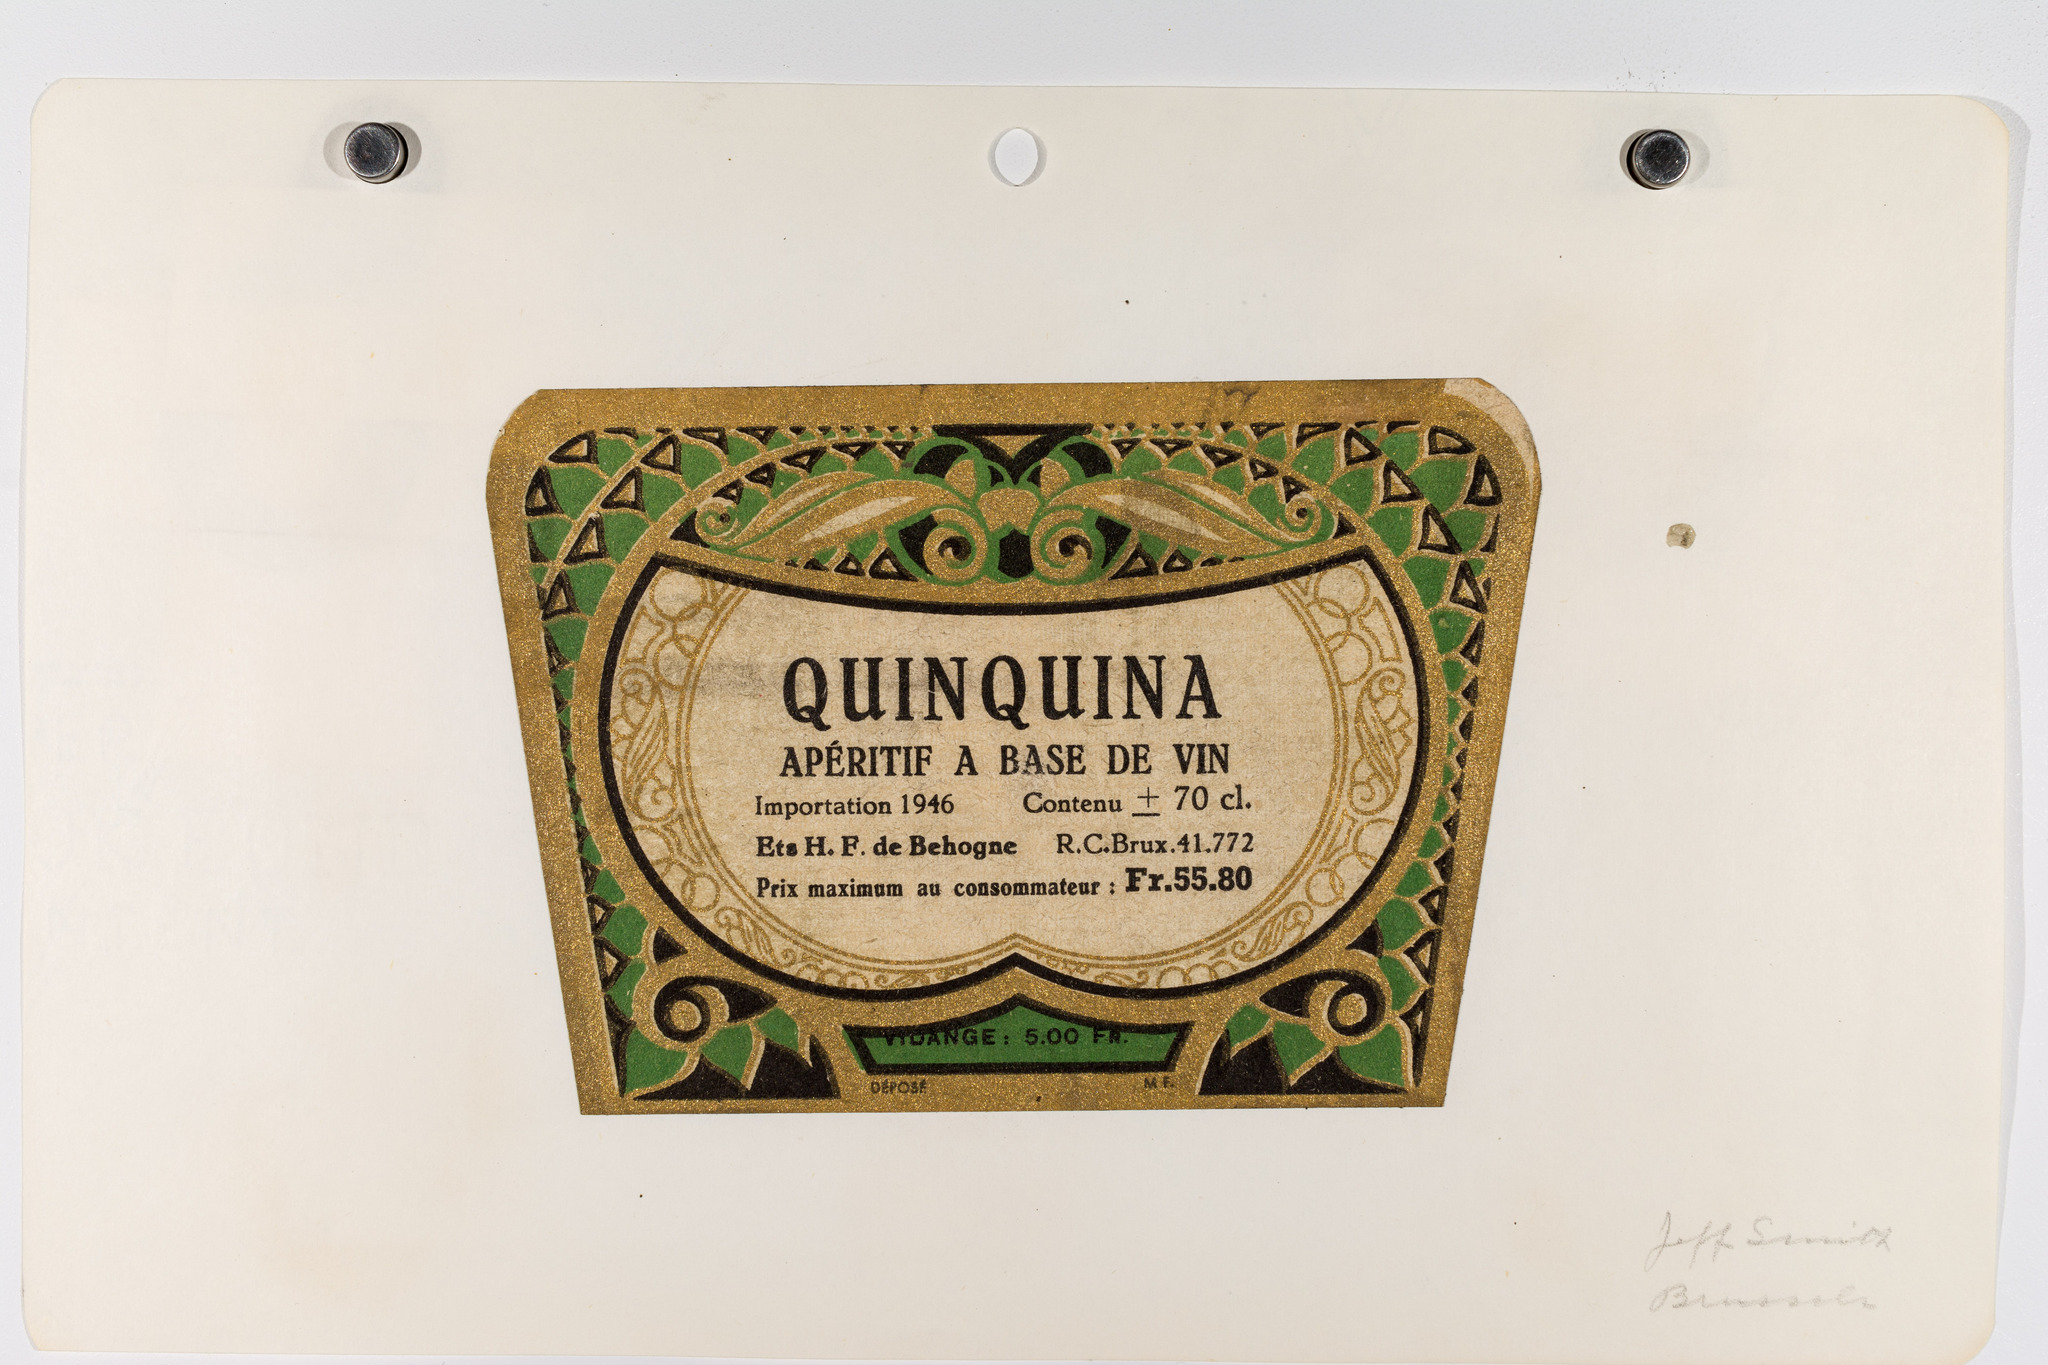 QUINQUINA
APÉRITIF A BASE DE VIN
Importation 1946 Contenu ± 70 cl.
Ets H. F. de Behogne R.C.Brux.41.772
Prix maximum au consommateur : Fr.55.80
VIDANGE: 5.00 FR.
DÉPOSÉ M F.
Jeff Smith
Brussels